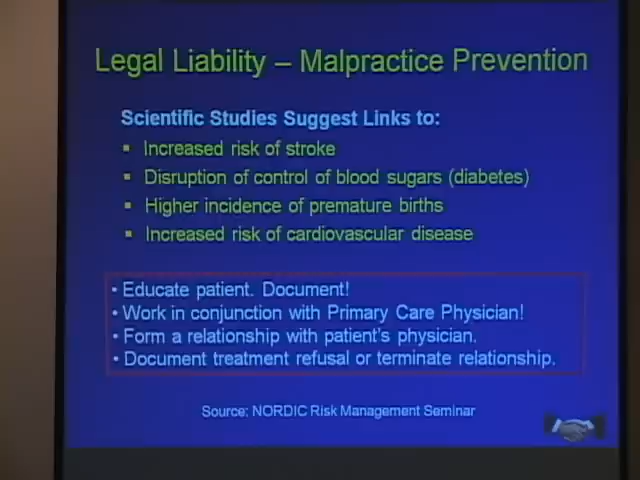 Legal Liability – Malpractice Prevention
Scientific Studies Suggest Links to:
▪ Increased risk of stroke
▪ Disruption of control of blood sugars (diabetes)
▪ Higher incidence of premature births
▪ Increased risk of cardiovascular disease
• Educate patient. Document!
• Work in conjunction with Primary Care Physician!
• Form a relationship with patient's physician.
• Document treatment refusal or terminate relationship.
Source: NORDIC Risk Management Seminar